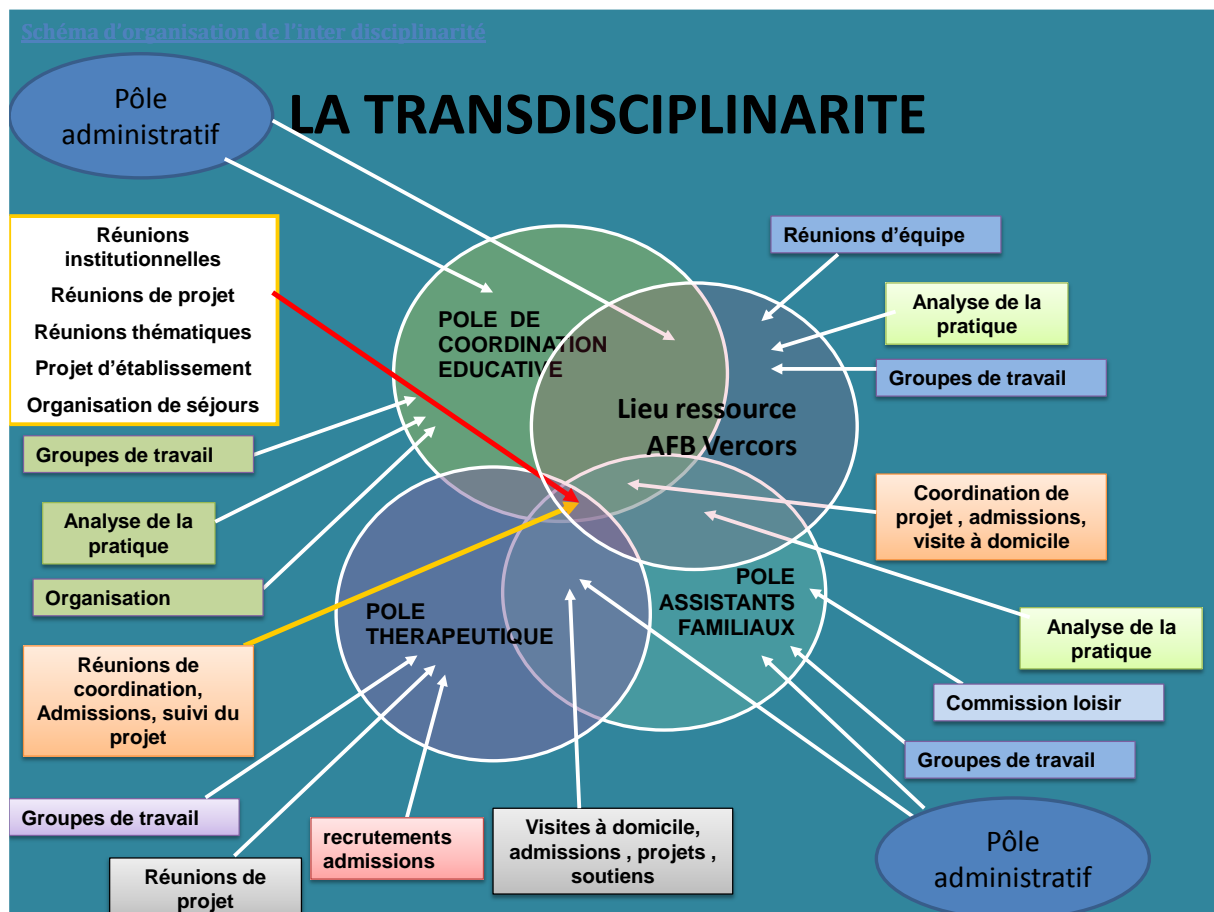 Schéma d'organisation de l'inter disciplinarité
Pôle
administratif
LA TRANSDISCIPLINARITE
Réunions
institutionnelles
Réunions de projet
Réunions thématiques
Projet d'établissement
Organisation de séjours
Réunions d'équipe
Analyse de la
pratique
Groupes de travail
POLE DE
COORDINATION
EDUCATIVE
Lieu ressource
AFB Vercors
Groupes de travail
Analyse de la
pratique
Organisation
Coordination de
projet , admissions,
visite à domicile
POLE
THERAPEUTIQUE
POLE
ASSISTANTS
FAMILIAUX
Réunions de
coordination,
Admissions, suivi du
projet
Analyse de la
pratique
Commission loisir
Groupes de travail
Groupes de travail
Réunions de
projet
recrutements
admissions
Visites à domicile,
admissions , projets ,
soutiens
Pôle
administratif